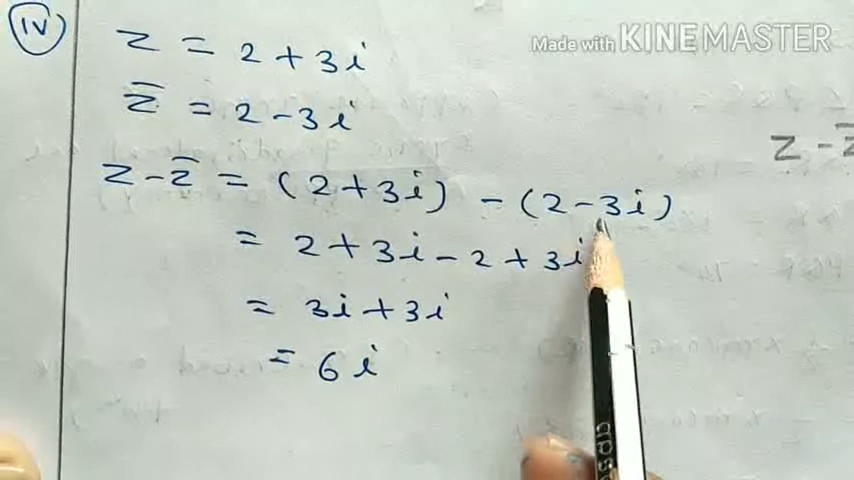 Made with KINEMASTER
IV
z = 2 + 3i
z̅ = 2 - 3i
z - z̅
z - z̅ = (2 + 3i) - (2 - 3i)
= 2 + 3i - 2 + 3i
= 3i + 3i
= 6i